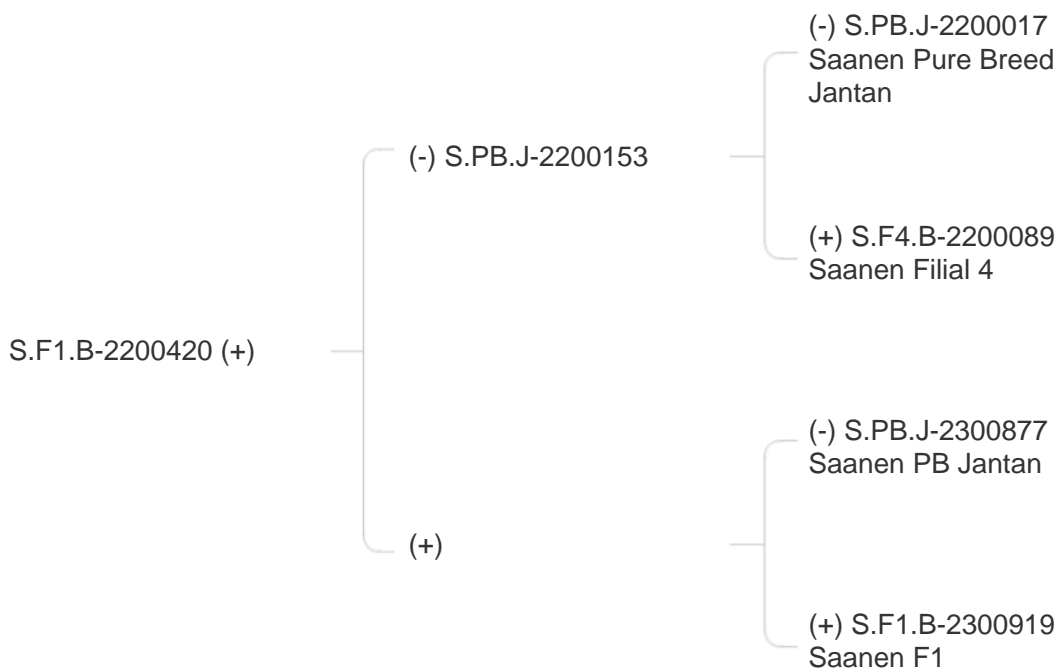 (-) S.PB.J-2200017
Saanen Pure Breed
Jantan
(-) S.PB.J-2200153
(+) S.F4.B-2200089
Saanen Filial 4
S.F1.B-2200420 (+)
(-) S.PB.J-2300877
Saanen PB Jantan
(+)
(+) S.F1.B-2300919
Saanen F1